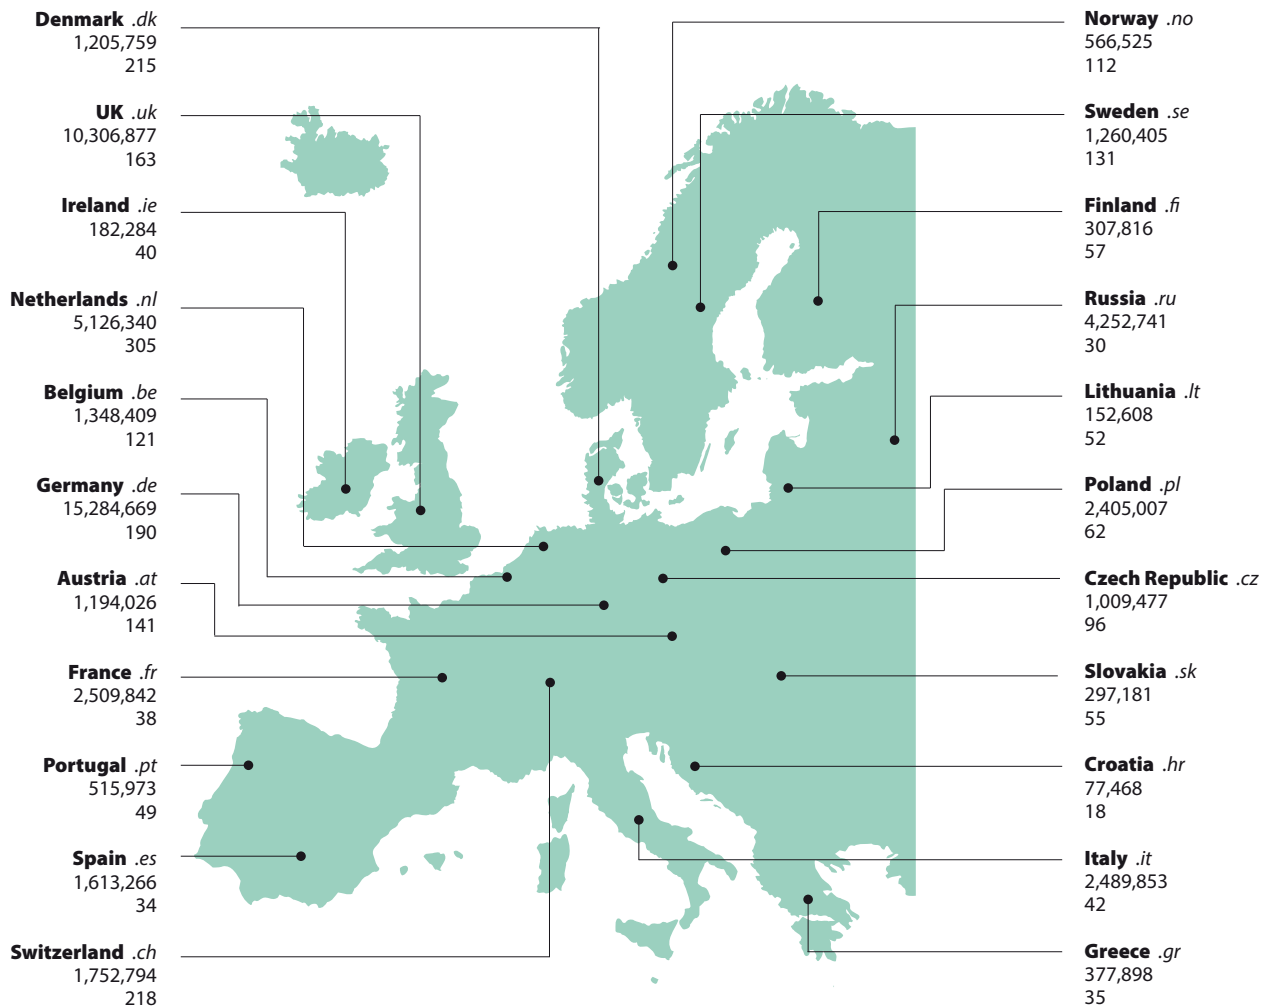 Denmark .dk
1,205,759
215
UK .uk
10,306,877
163
Ireland .ie
182,284
40
Netherlands .nl
5,126,340
305
Belgium .be
1,348,409
121
Germany .de
15,284,669
190
Austria .at
1,194,026
141
France .fr
2,509,842
38
Portugal .pt
515,973
49
Spain .es
1,613,266
34
Switzerland .ch
1,752,794
218
Norway .no
566,525
112
Sweden .se
1,260,405
131
Finland .fi
307,816
57
Russia .ru
4,252,741
30
Lithuania .lt
152,608
52
Poland .pl
2,405,007
62
Czech Republic .cz
1,009,477
96
Slovakia .sk
297,181
55
Croatia .hr
77,468
18
Italy .it
2,489,853
42
Greece .gr
377,898
35